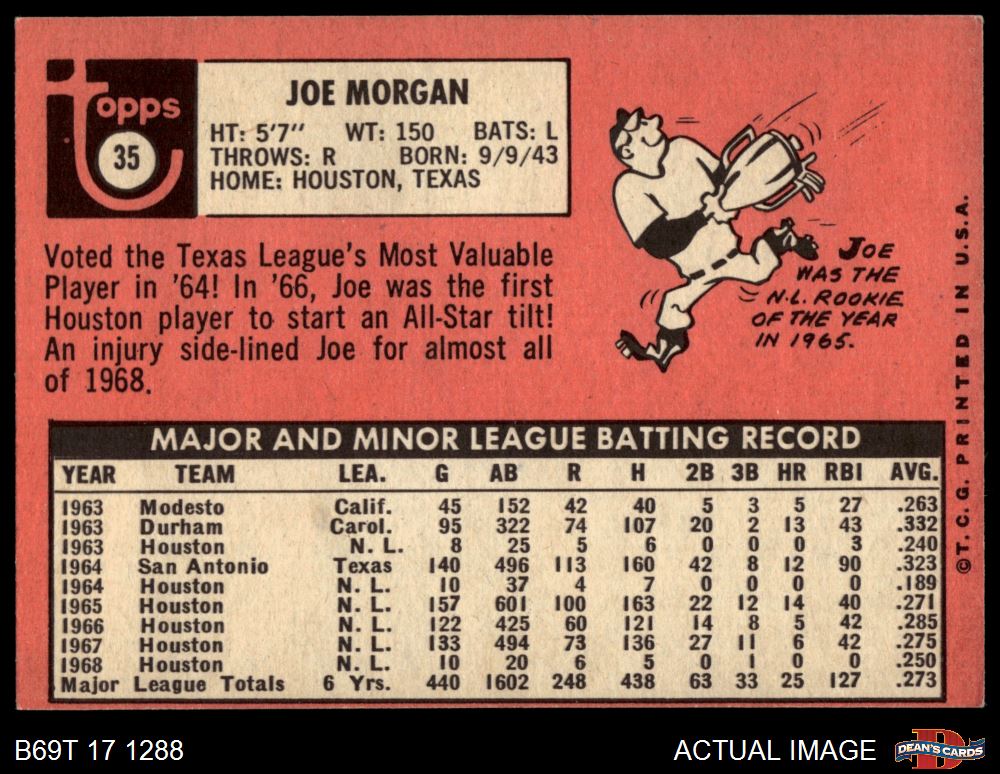 Topps
35
JOE MORGAN
HT: 5'7" WT: 150 BATS: L
THROWS: R BORN: 9/9/43
HOME: HOUSTON, TEXAS
Voted the Texas League's Most Valuable
Player in '64! In '66, Joe was the first
Houston player to start an All-Star tilt!
An injury side-lined Joe for almost all
of 1968.
JOE
WAS THE
N.L. ROOKIE
OF THE YEAR
IN 1965.
©T.C.G. PRINTED IN U.S.A.
MAJOR AND MINOR LEAGUE BATTING RECORD
YEAR TEAM LEA. G AB R H 2B 3B HR RBI AVG.
1963 Modesto Calif. 45 152 42 40 5 3 5 27 .263
1963 Durham Carol. 95 322 74 107 20 2 13 43 .332
1963 Houston N. L. 8 25 5 6 0 0 0 3 .240
1964 San Antonio Texas 140 496 113 160 42 8 12 90 .323
1964 Houston N. L. 10 37 4 7 0 0 0 0 .189
1965 Houston N. L. 157 601 100 163 22 12 14 40 .271
1966 Houston N. L. 122 425 60 121 14 8 5 42 .285
1967 Houston N. L. 133 494 73 136 27 11 6 42 .275
1968 Houston N. L. 10 20 6 5 0 1 0 0 .250
Major League Totals 6 Yrs. 440 1602 248 438 63 33 25 127 .273
B69T 17 1288
ACTUAL IMAGE
D
DEAN'S CARDS